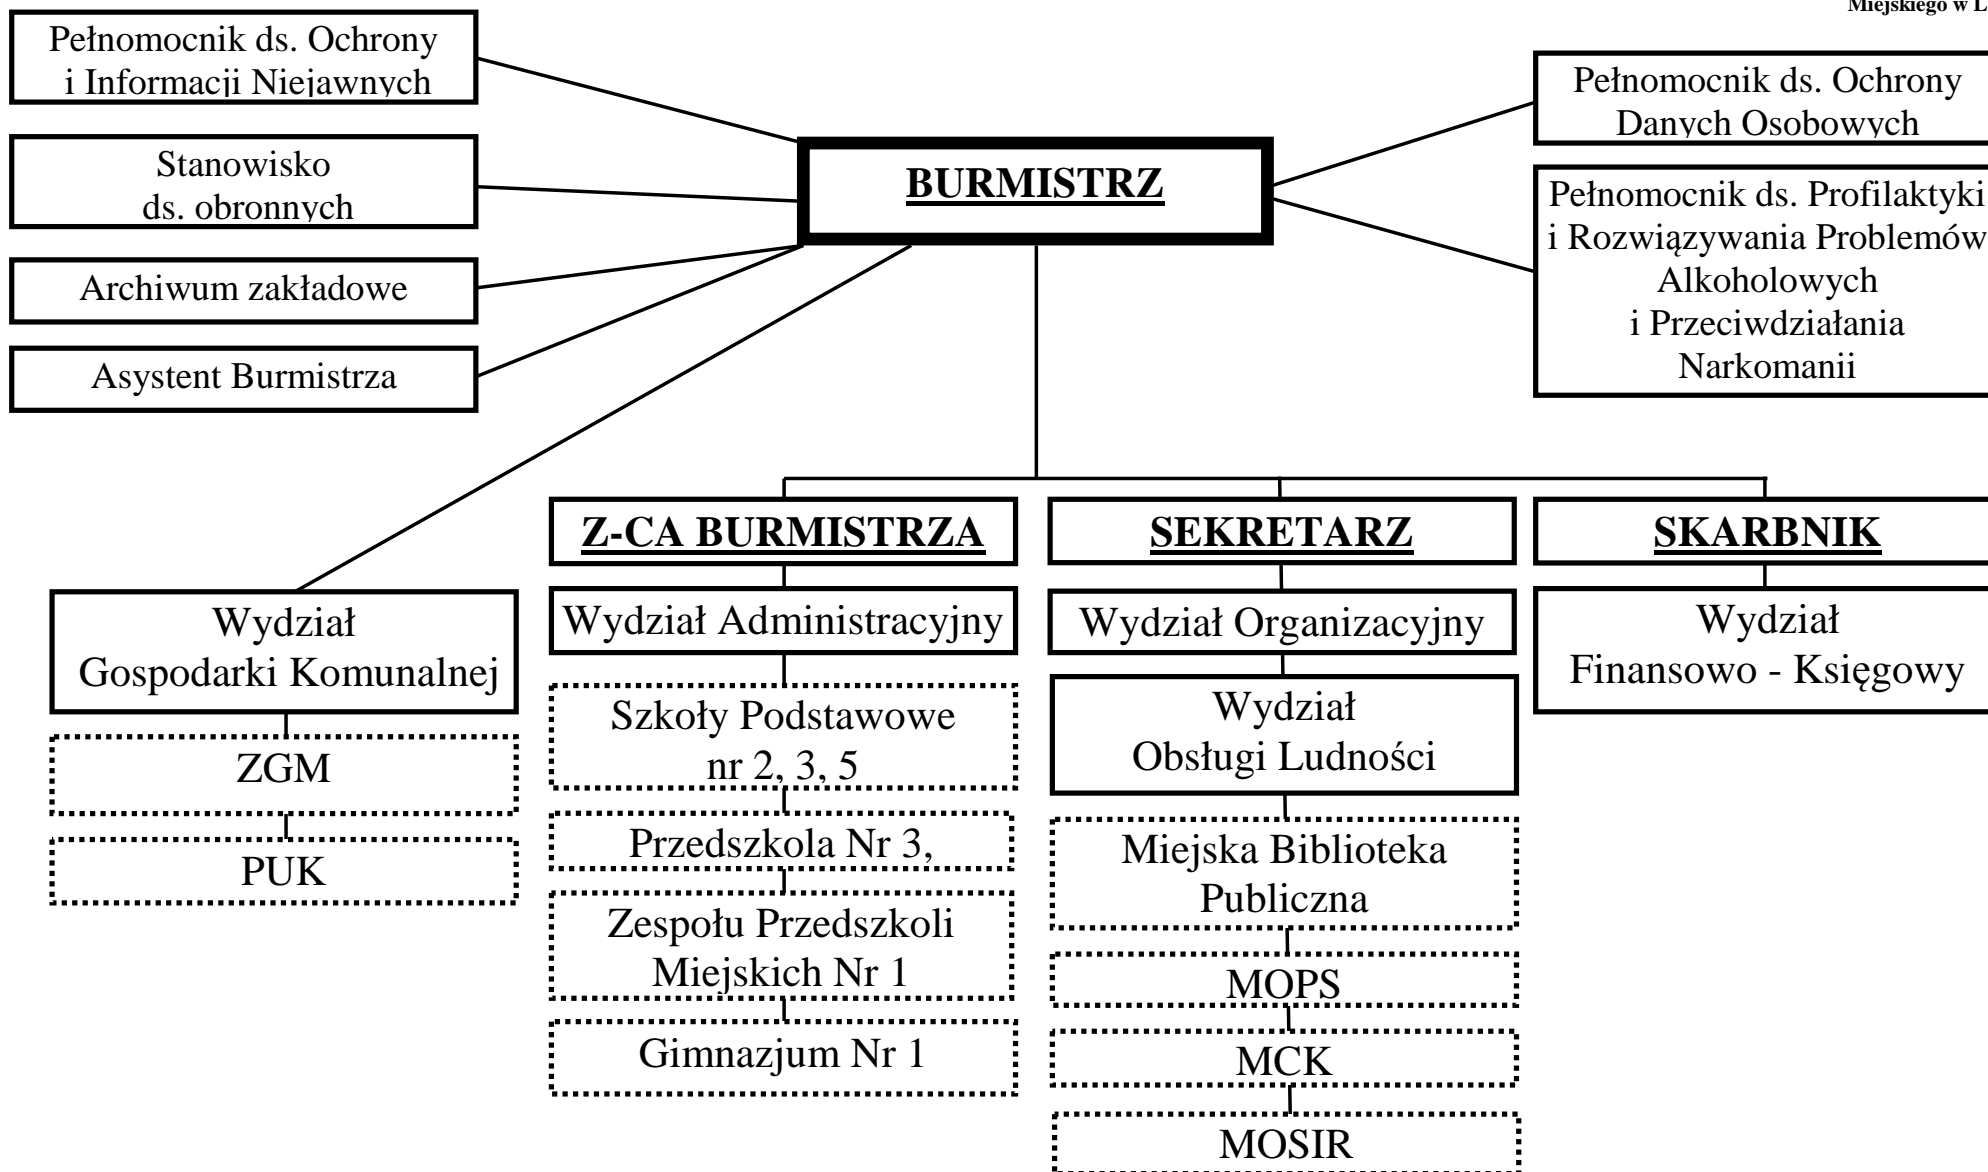 Miejskiego w L
Pełnomocnik ds. Ochrony
i Informacji Niejawnych
Stanowisko
ds. obronnych
Archiwum zakładowe
Asystent Burmistrza
BURMISTRZ
Pełnomocnik ds. Ochrony
Danych Osobowych
Pełnomocnik ds. Profilaktyki
i Rozwiązywania Problemów
Alkoholowych
i Przeciwdziałania
Narkomanii
Wydział
Gospodarki Komunalnej
ZGM
PUK
Z-CA BURMISTRZA
Wydział Administracyjny
Szkoły Podstawowe
nr 2, 3, 5
Przedszkola Nr 3,
Zespołu Przedszkoli
Miejskich Nr 1
Gimnazjum Nr 1
SEKRETARZ
Wydział Organizacyjny
Wydział
Obsługi Ludności
Miejska Biblioteka
Publiczna
MOPS
MCK
MOSIR
SKARBNIK
Wydział
Finansowo - Księgowy